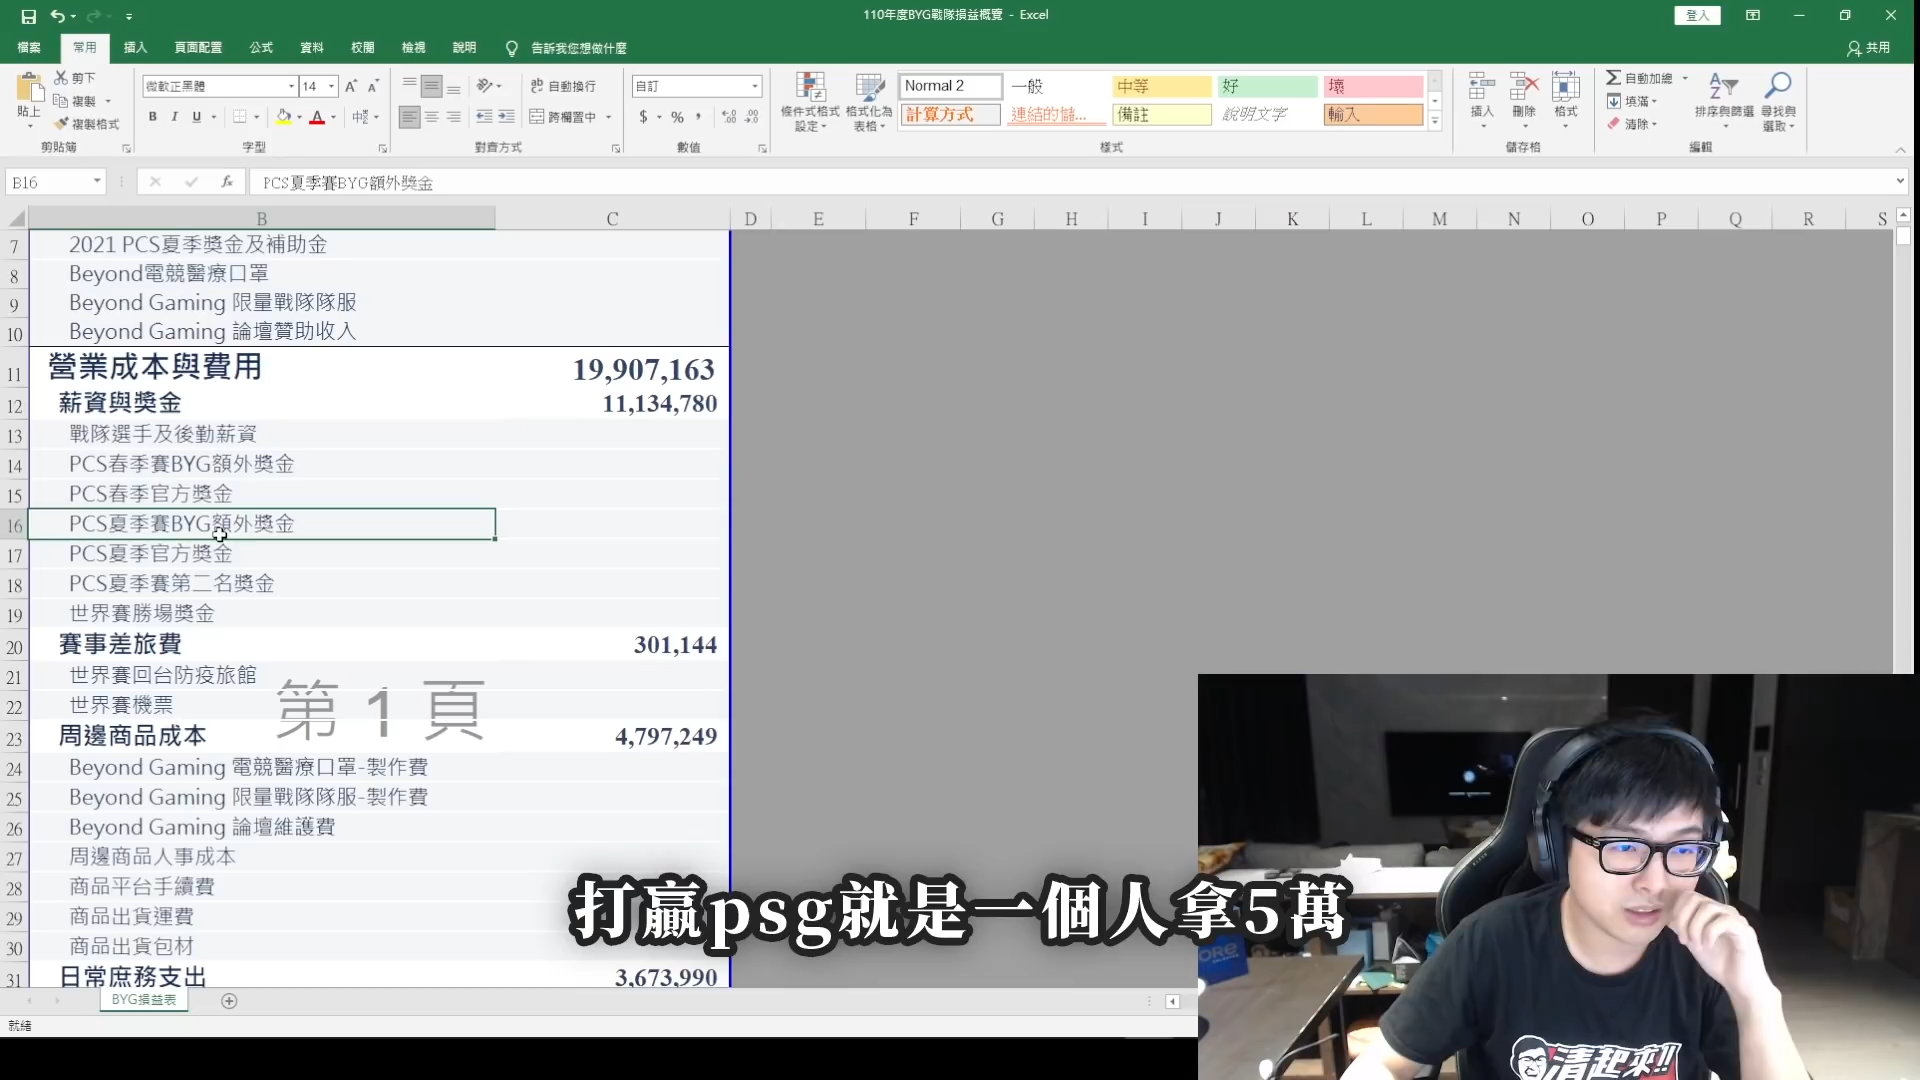 110年度BYG戰隊損益概覽 - Excel
登入
檔案 常用 插入 頁面配置 公式 資料 校閱 檢視 說明 告訴我您想做什麼 共用
貼上
剪下
複製
複製格式
剪貼簿
微軟正黑體 14
B I U
字型
自動換行
跨欄置中
對齊方式
自訂
$ % ,
數值
條件式格式設定
格式化為表格
Normal 2 一般 中等 好 壞
計算方式 連結的儲... 備註 說明文字 輸入
樣式
插入 刪除 格式
儲存格
自動加總
填滿
清除
排序與篩選
尋找與選取
編輯
B16 fx PCS夏季賽BYG額外獎金
B C D E F G H I J K L M N O P Q R S
7 2021 PCS夏季獎金及補助金
8 Beyond電競醫療口罩
9 Beyond Gaming 限量戰隊隊服
10 Beyond Gaming 論壇贊助收入
11 營業成本與費用 19,907,163
12 薪資與獎金 11,134,780
13 戰隊選手及後勤薪資
14 PCS春季賽BYG額外獎金
15 PCS春季官方獎金
16 PCS夏季賽BYG額外獎金
17 PCS夏季官方獎金
18 PCS夏季賽第二名獎金
19 世界賽勝場獎金
20 賽事差旅費 301,144
21 世界賽回台防疫旅館
22 世界賽機票
第 1 頁
23 周邊商品成本 4,797,249
24 Beyond Gaming 電競醫療口罩-製作費
25 Beyond Gaming 限量戰隊隊服-製作費
26 Beyond Gaming 論壇維護費
27 周邊商品人事成本
28 商品平台手續費
29 商品出貨運費
30 商品出貨包材
31 日常庶務支出 3,673,990
打贏psg就是一個人拿5萬
BYG損益表
就緒
清起來!!